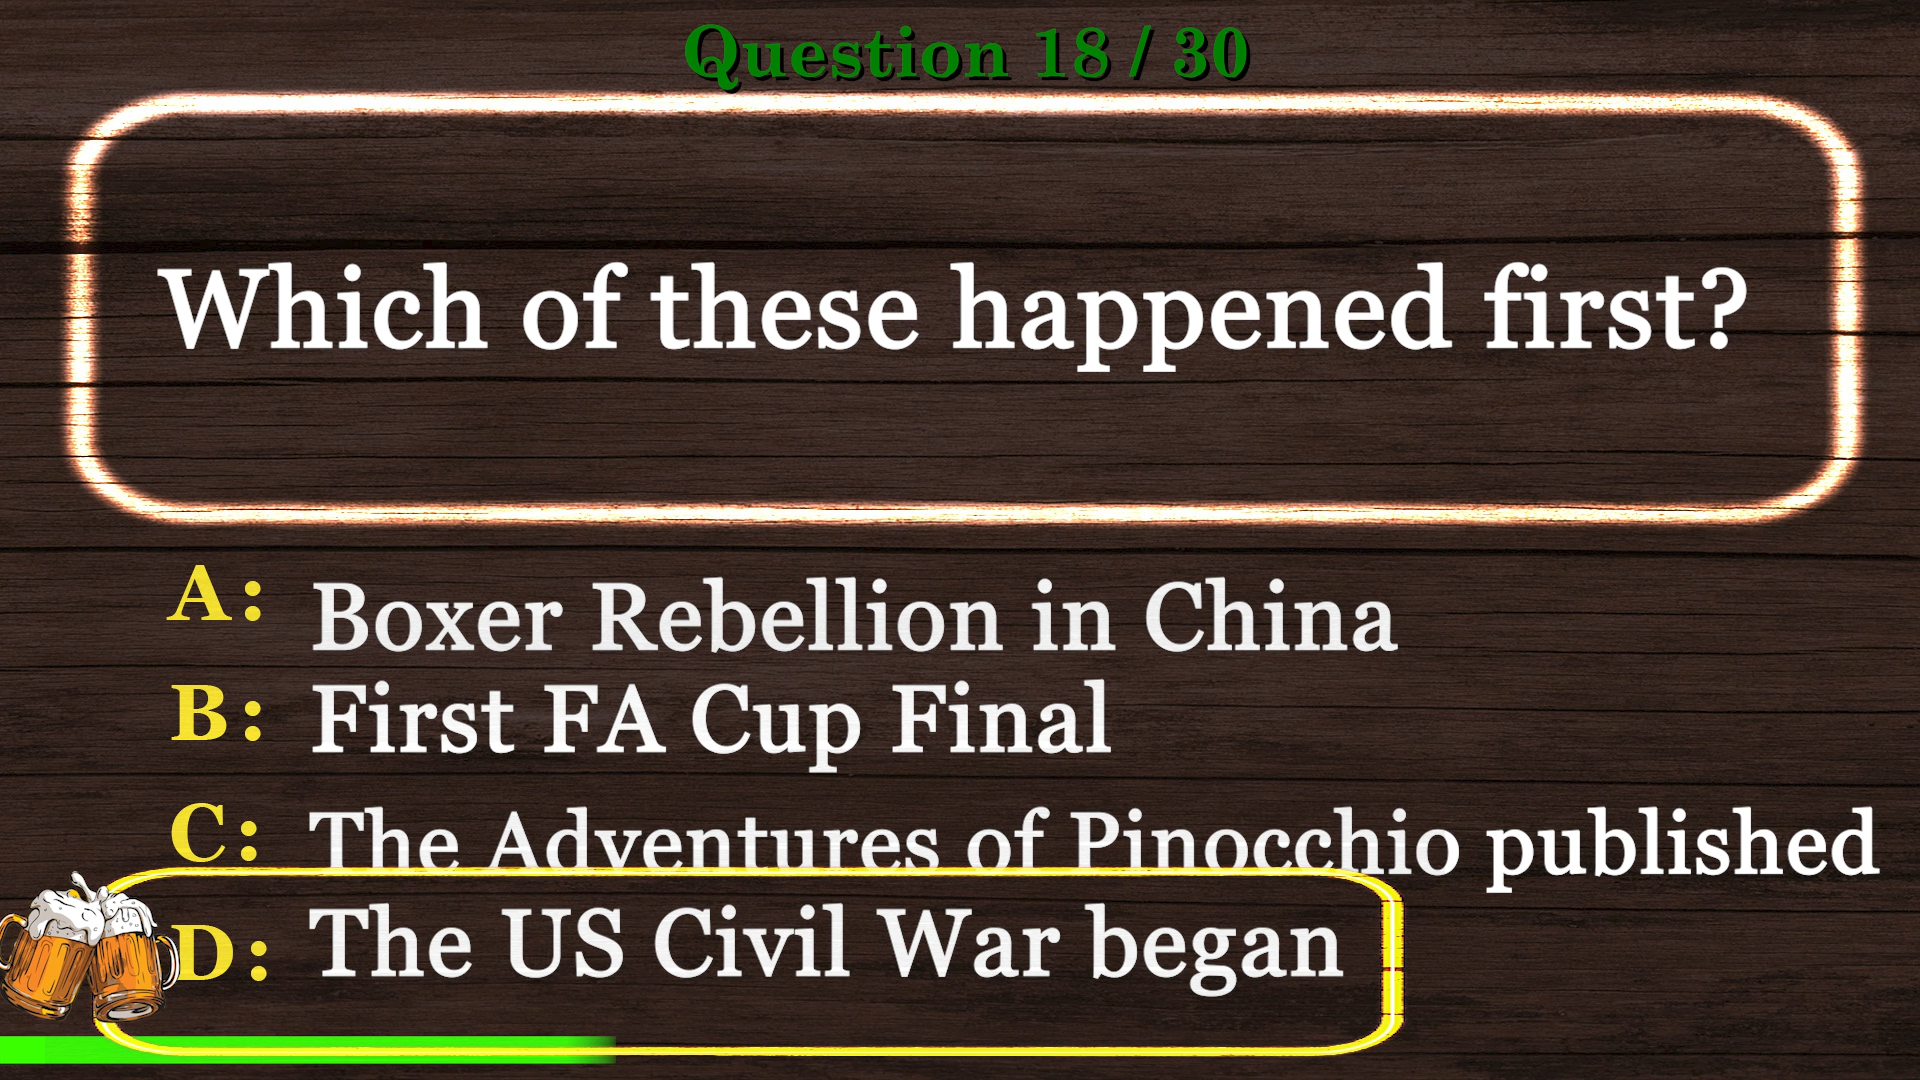 Question 18 / 30
Which of these happened first?
A: Boxer Rebellion in China
B: First FA Cup Final
C: The Adventures of Pinocchio published
D: The US Civil War began